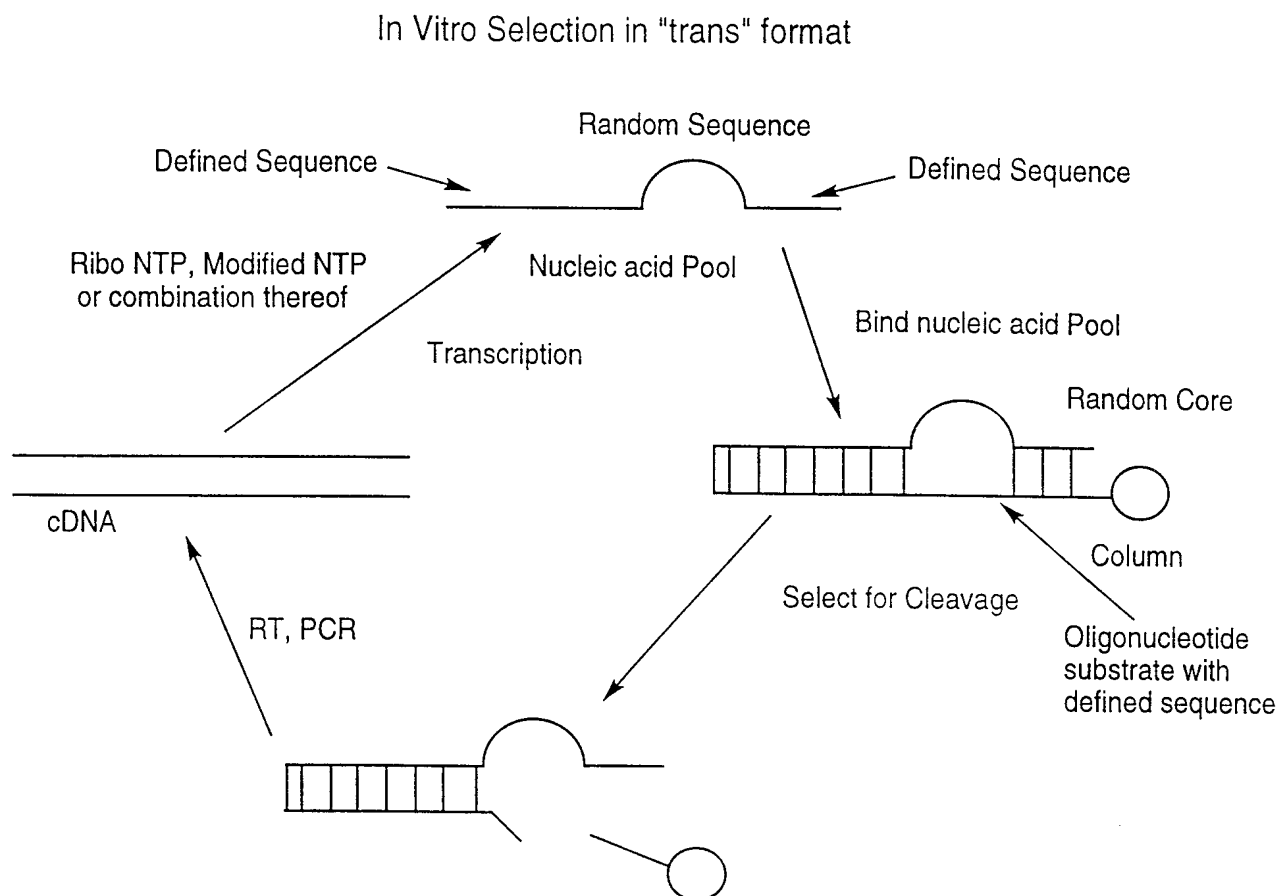 In Vitro Selection in "trans" format
Random Sequence
Defined Sequence
Defined Sequence
Ribo NTP, Modified NTP
or combination thereof
Nucleic acid Pool
Transcription
Bind nucleic acid Pool
Random Core
cDNA
Column
Select for Cleavage
Oligonucleotide
substrate with
defined sequence
RT, PCR